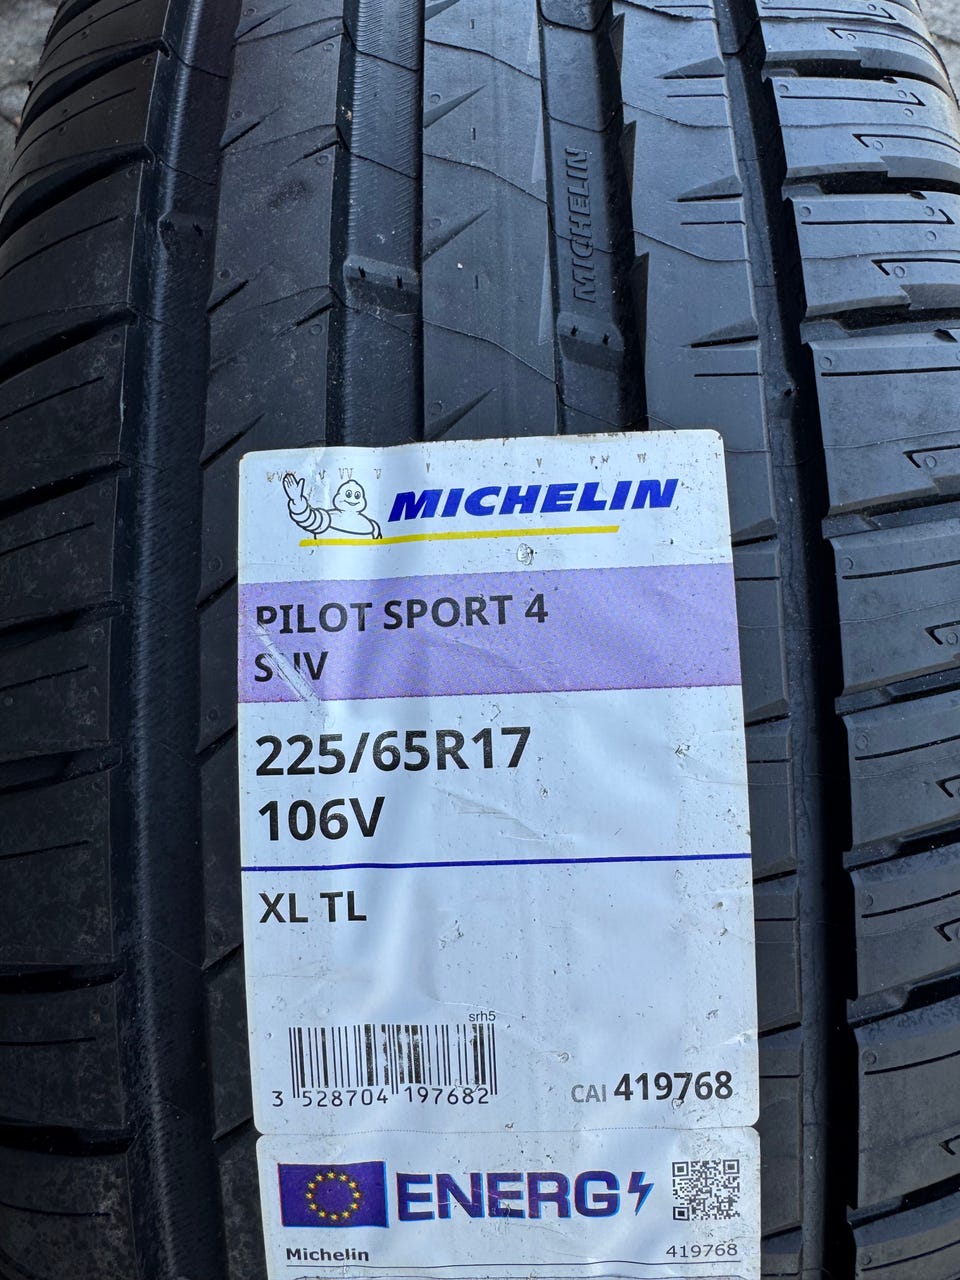 MICHELIN
MICHELIN
PILOT SPORT 4
SUV
225/65R17
106V
XL TL
srh5
3 528704 197682
CAI 419768
ENERG
Michelin
419768